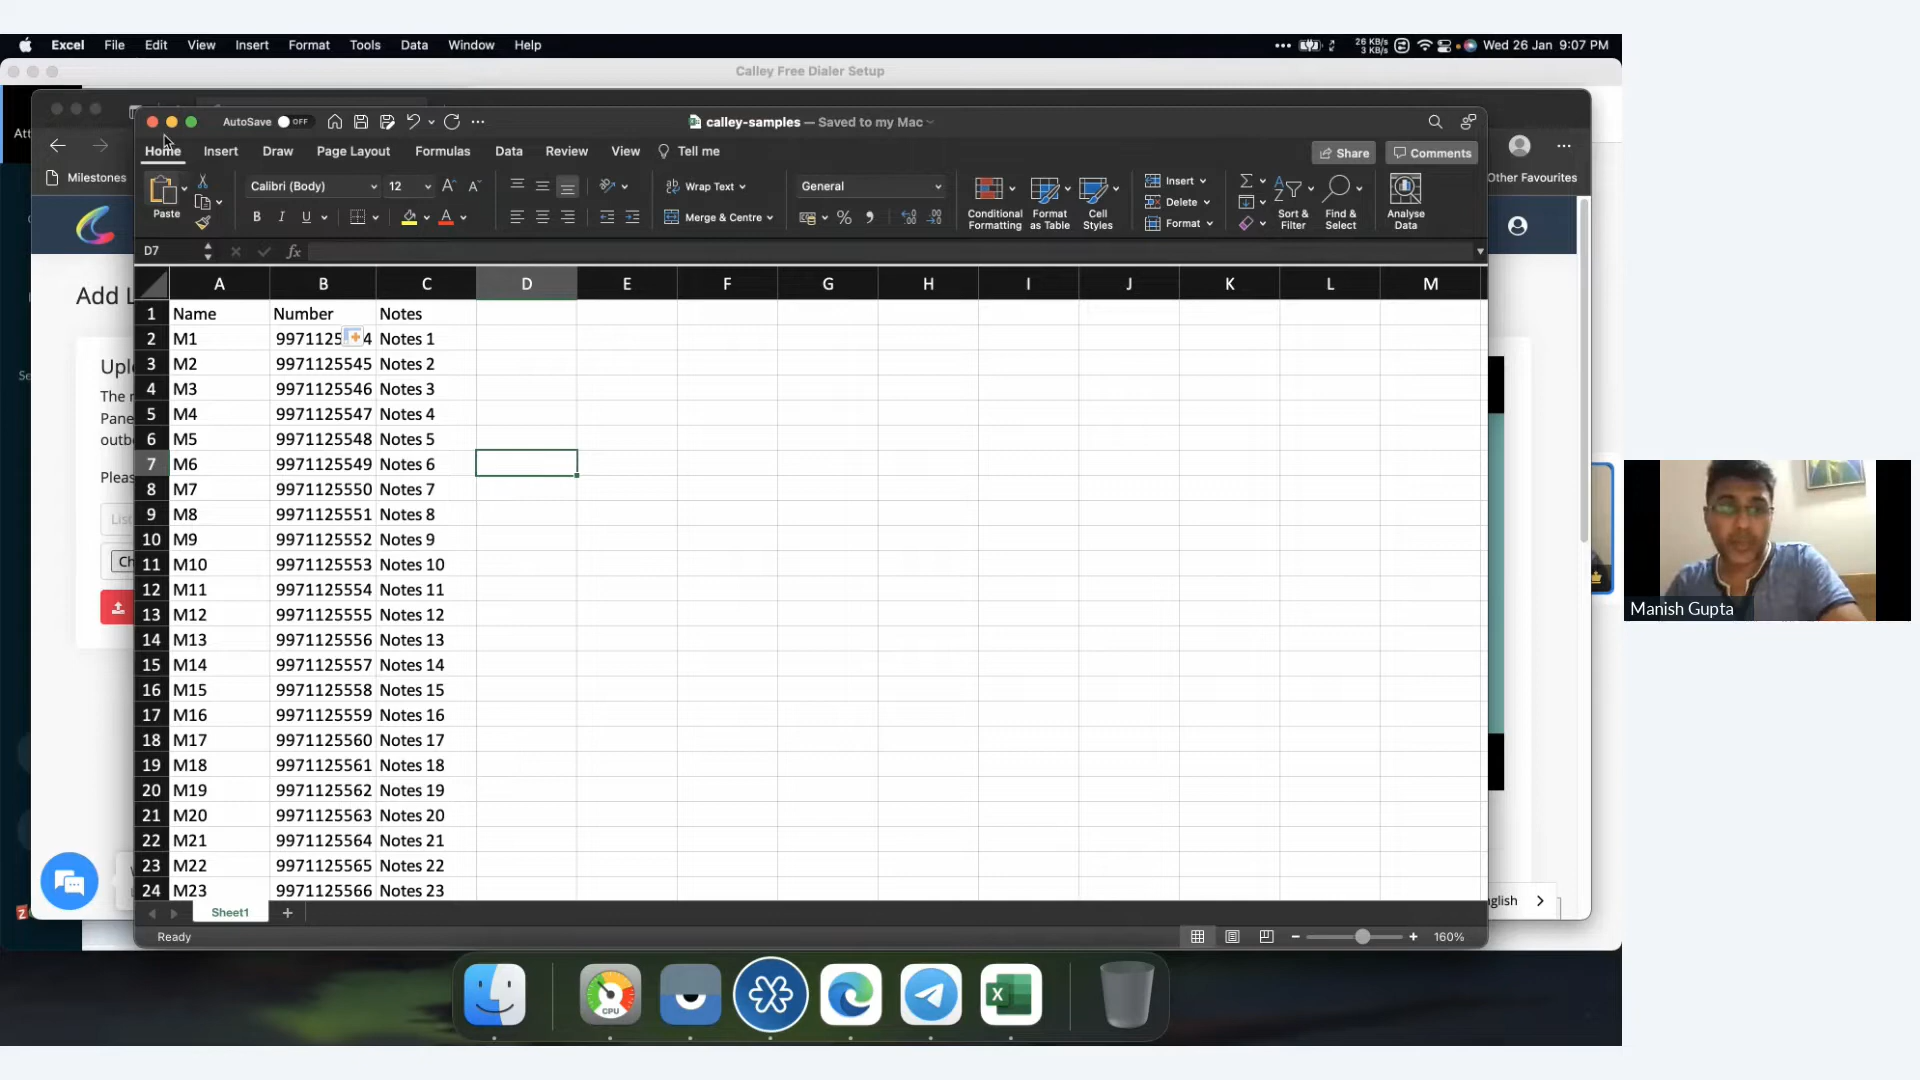 Excel File Edit View Insert Format Tools Data Window Help
26 KB/s
3 KB/s
Wed 26 Jan 9:07 PM
Calley Free Dialer Setup
AutoSave OFF
calley-samples — Saved to my Mac
Home Insert Draw Page Layout Formulas Data Review View Tell me
Share Comments
Milestones
Other Favourites
Paste
Calibri (Body) 12
B I U
Wrap Text
Merge & Centre
General
Conditional Formatting
Format as Table
Cell Styles
Insert
Delete
Format
Sort & Filter
Find & Select
Analyse Data
D7
fx
A B C D E F G H I J K L M
1 Name Number Notes
2 M1 9971125 4 Notes 1
3 M2 9971125545 Notes 2
4 M3 9971125546 Notes 3
5 M4 9971125547 Notes 4
6 M5 9971125548 Notes 5
7 M6 9971125549 Notes 6
8 M7 9971125550 Notes 7
9 M8 9971125551 Notes 8
10 M9 9971125552 Notes 9
11 M10 9971125553 Notes 10
12 M11 9971125554 Notes 11
13 M12 9971125555 Notes 12
14 M13 9971125556 Notes 13
15 M14 9971125557 Notes 14
16 M15 9971125558 Notes 15
17 M16 9971125559 Notes 16
18 M17 9971125560 Notes 17
19 M18 9971125561 Notes 18
20 M19 9971125562 Notes 19
21 M20 9971125563 Notes 20
22 M21 9971125564 Notes 21
23 M22 9971125565 Notes 22
24 M23 9971125566 Notes 23
Add L
Upl
The
Pane
outb
Pleas
List
Ch
glish
Sheet1
Ready
160%
CPU
Manish Gupta